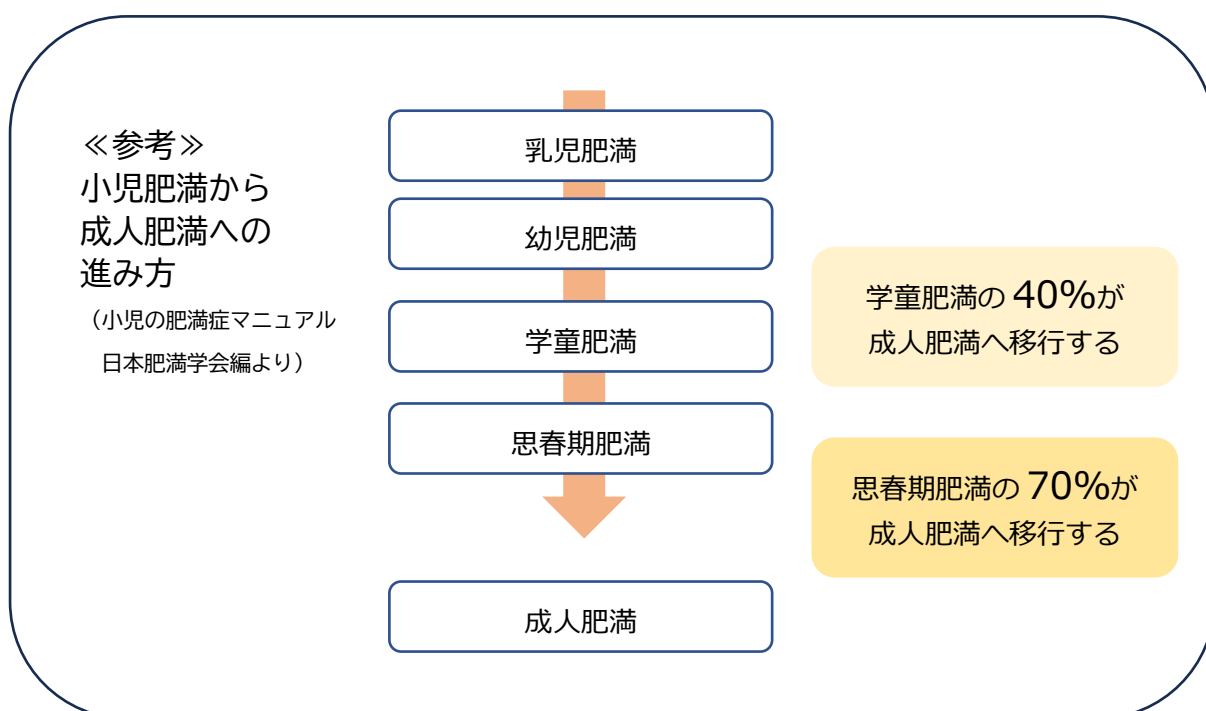 ≪参考≫
小児肥満から
成人肥満への
進み方
（小児の肥満症マニュアル
日本肥満学会編より）
乳児肥満
幼児肥満
学童肥満
思春期肥満
成人肥満
学童肥満の 40%が
成人肥満へ移行する
思春期肥満の 70%が
成人肥満へ移行する